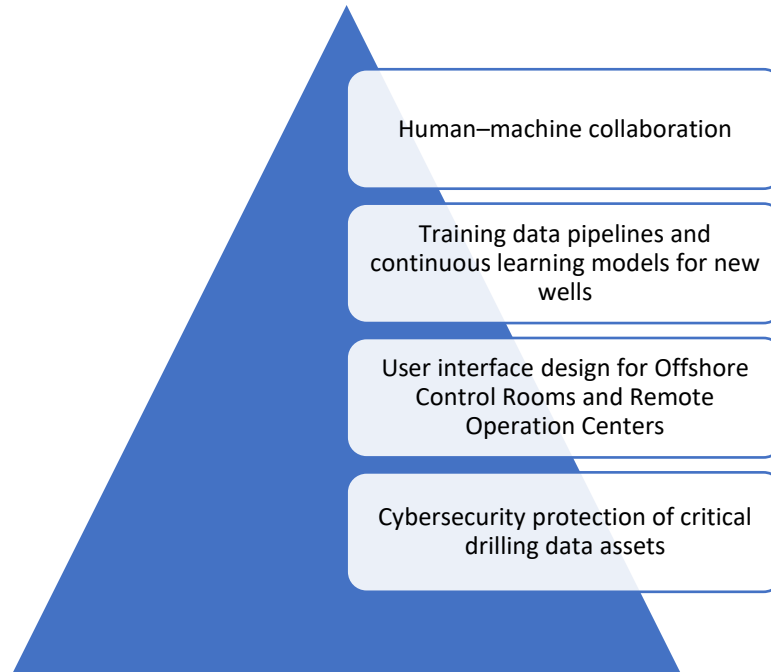 Human–machine collaboration
Training data pipelines and
continuous learning models for new
wells
User interface design for Offshore
Control Rooms and Remote
Operation Centers
Cybersecurity protection of critical
drilling data assets